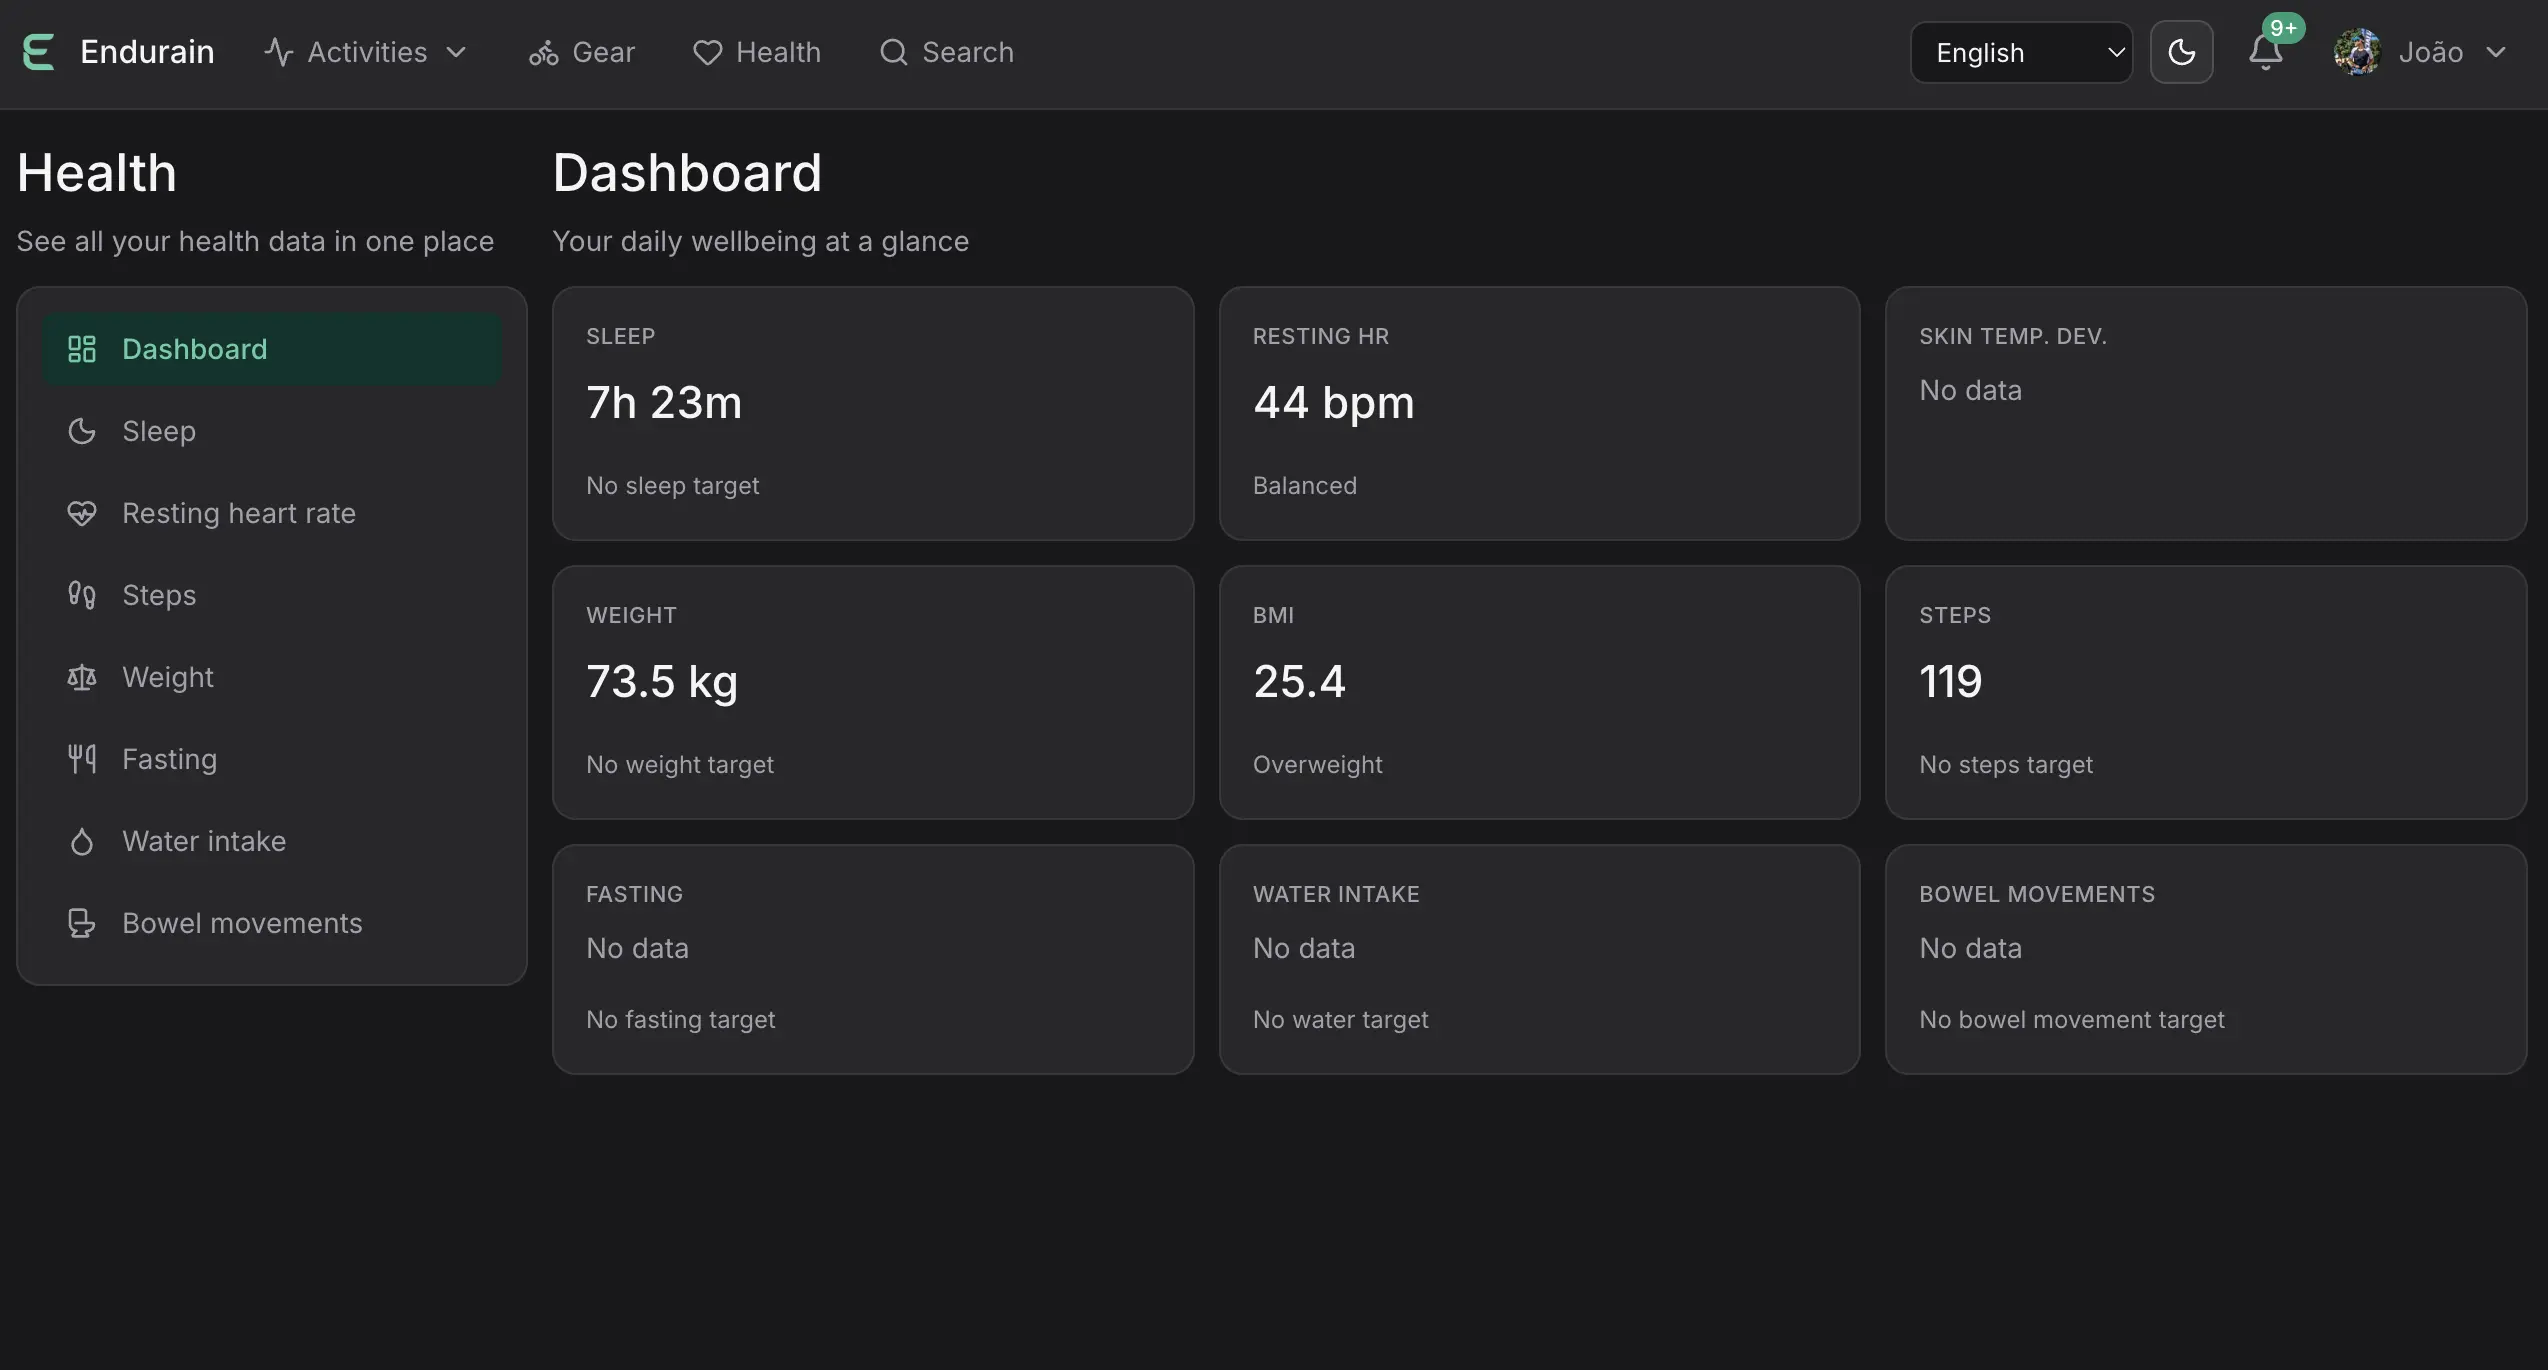 Endurain
Activities
Gear
Health
Search
English
9+
João
Health
See all your health data in one place
Dashboard
Sleep
Resting heart rate
Steps
Weight
Fasting
Water intake
Bowel movements
Dashboard
Your daily wellbeing at a glance
SLEEP
7h 23m
No sleep target
RESTING HR
44 bpm
Balanced
SKIN TEMP. DEV.
No data
WEIGHT
73.5 kg
No weight target
BMI
25.4
Overweight
STEPS
119
No steps target
FASTING
No data
No fasting target
WATER INTAKE
No data
No water target
BOWEL MOVEMENTS
No data
No bowel movement target